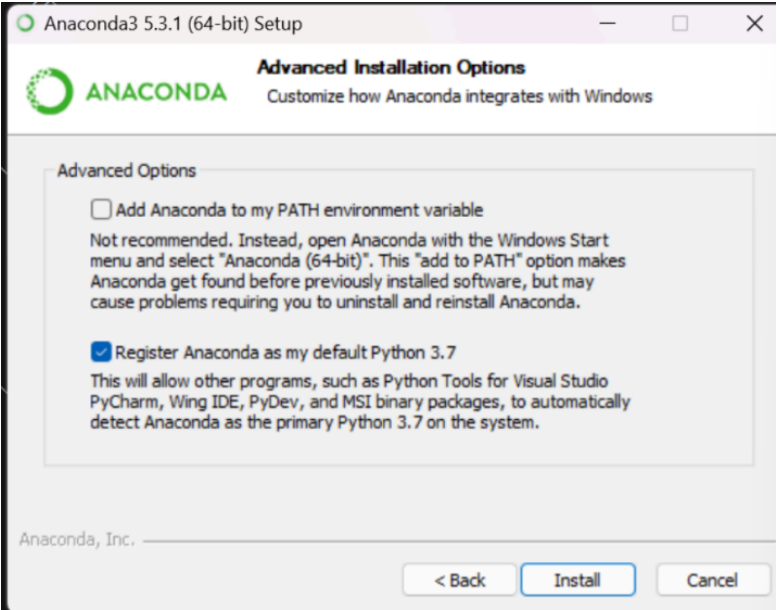 Anaconda3 5.3.1 (64-bit) Setup
ANACONDA
Advanced Installation Options
Customize how Anaconda integrates with Windows
Advanced Options
Add Anaconda to my PATH environment variable
Not recommended. Instead, open Anaconda with the Windows Start
menu and select "Anaconda (64-bit)". This "add to PATH" option makes
Anaconda get found before previously installed software, but may
cause problems requiring you to uninstall and reinstall Anaconda.
Register Anaconda as my default Python 3.7
This will allow other programs, such as Python Tools for Visual Studio
PyCharm, Wing IDE, PyDev, and MSI binary packages, to automatically
detect Anaconda as the primary Python 3.7 on the system.
Anaconda, Inc.
< Back
Install
Cancel